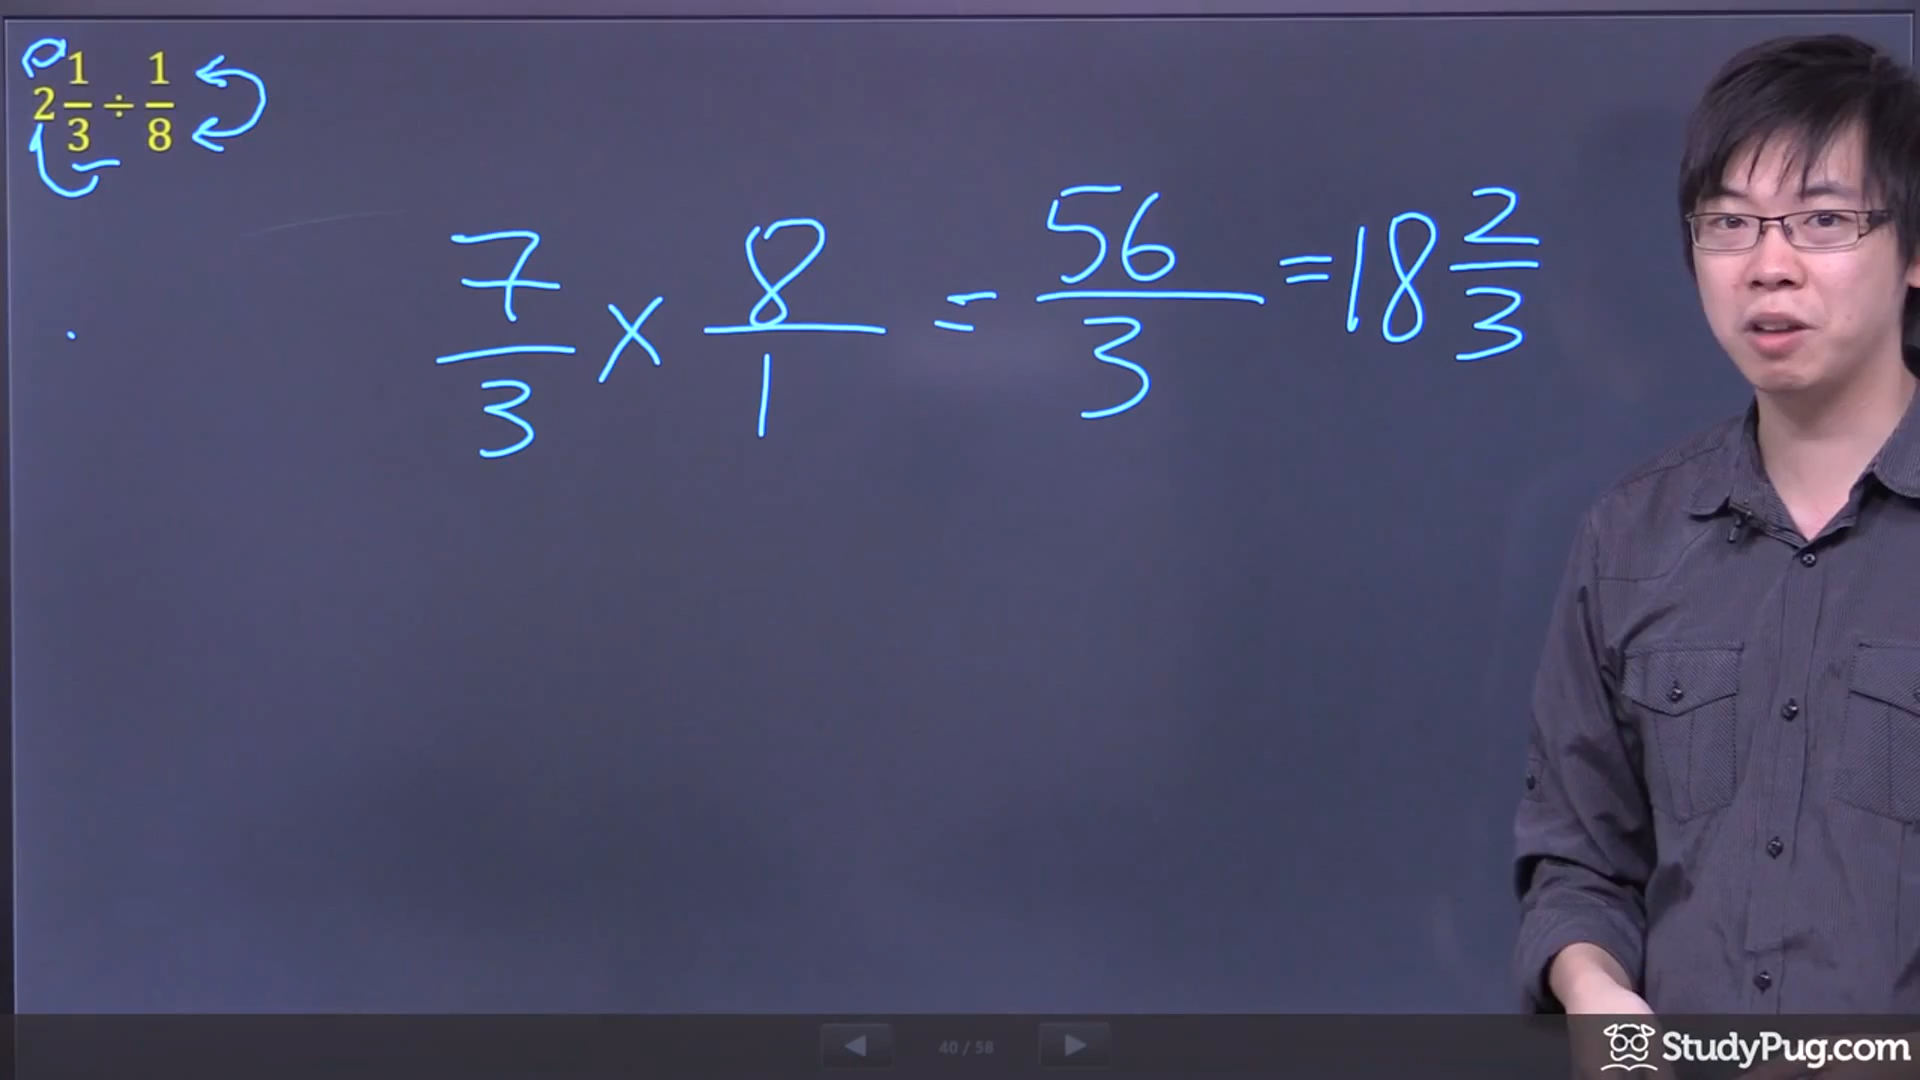 2 1/3 ÷ 1/8
7/3 x 8/1 = 56/3 = 18 2/3
40 / 58
StudyPug.com